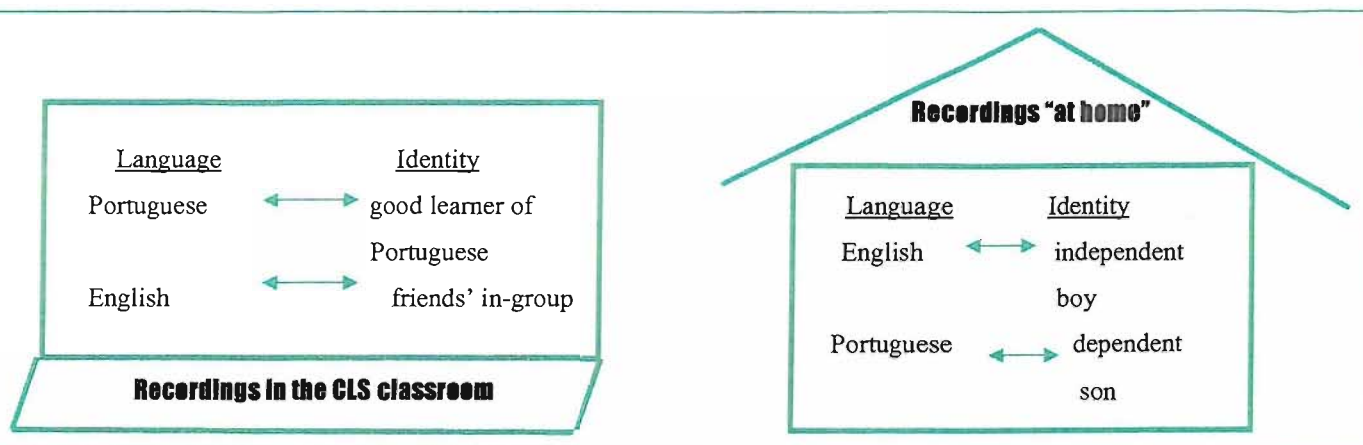 Language Identity
Portuguese good learner of
Portuguese
English friends' in-group
Recordings in the CLS classroom
Recordings "at home"
Language Identity
English independent
boy
Portuguese dependent
son